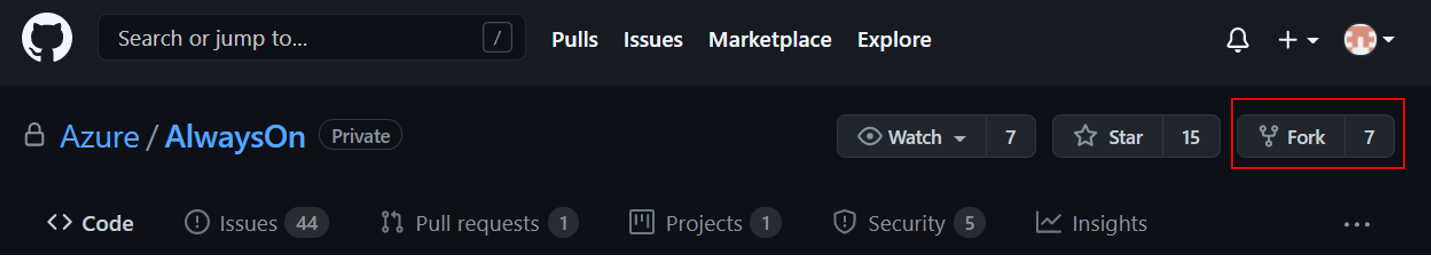 Search or jump to... / Pulls Issues Marketplace Explore
Azure / AlwaysOn Private Watch 7 Star 15 Fork 7
Code Issues 44 Pull requests 1 Projects 1 Security 5 Insights ...